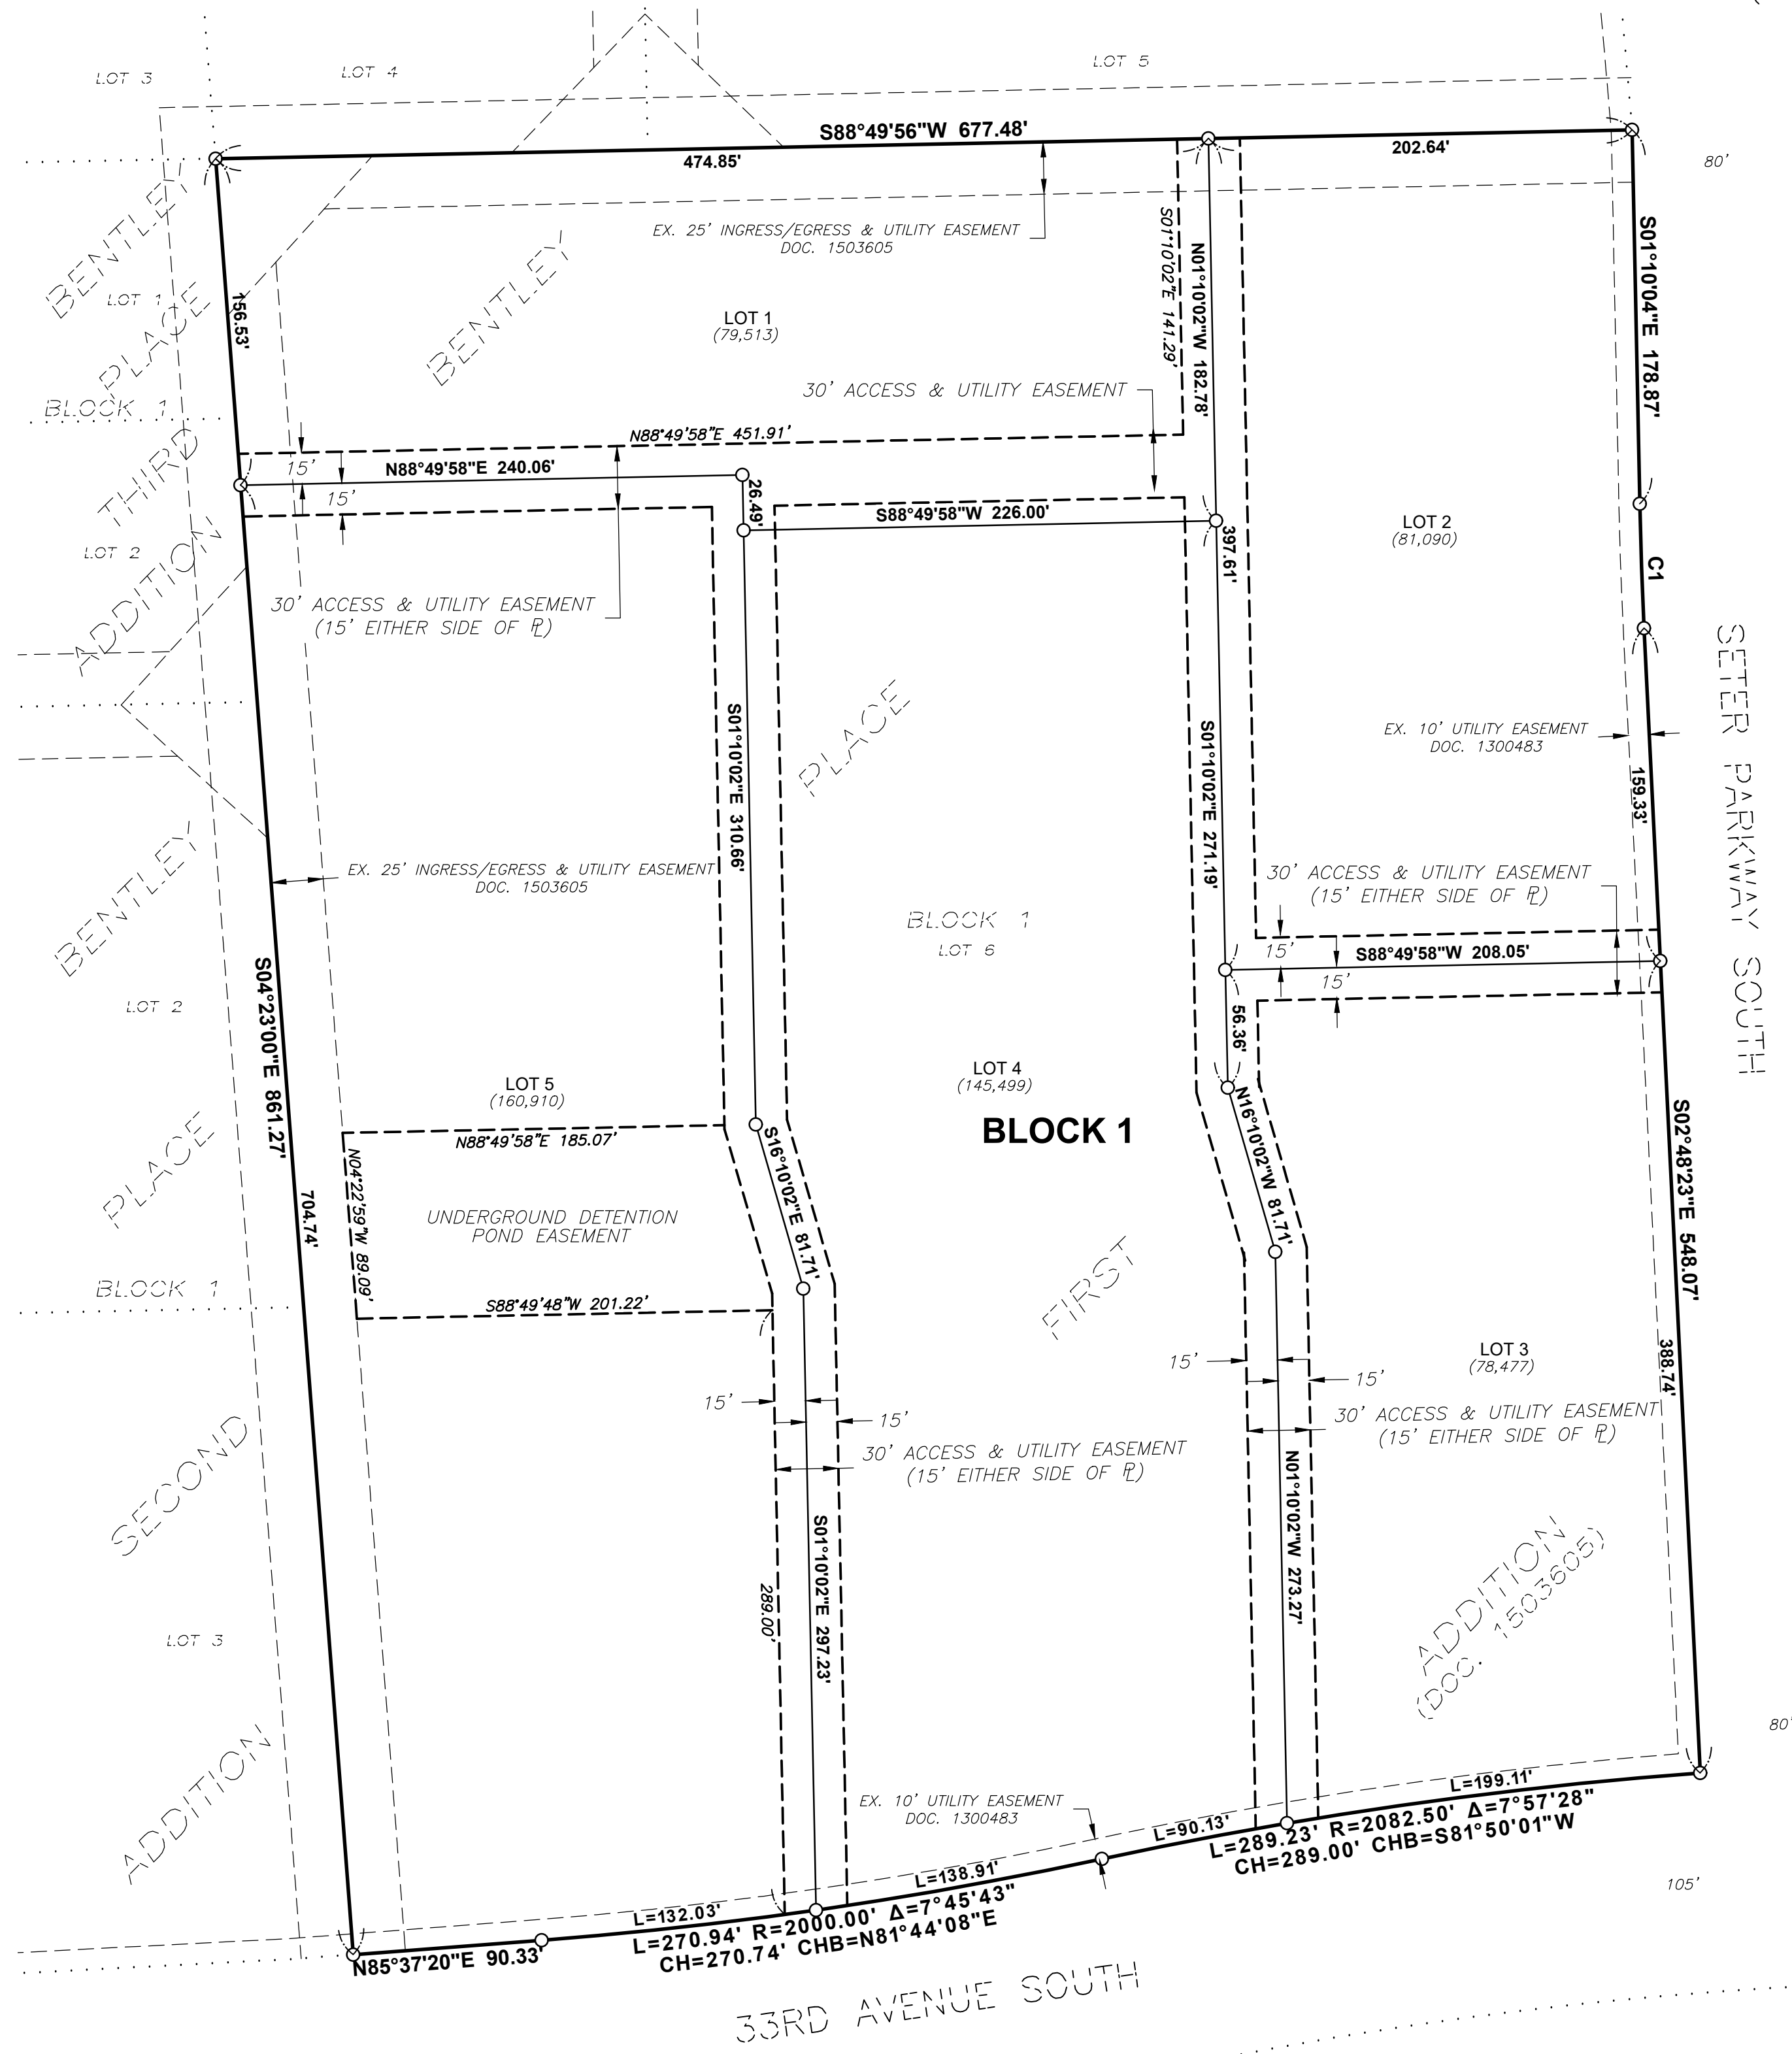 LOT 3
LOT 4
LOT 5
S88°49'56"W 677.48'
474.85'
202.64'
80'
EX. 25' INGRESS/EGRESS & UTILITY EASEMENT
DOC. 1503605
S01°10'02"E 141.29'
N01°10'02"W 182.78'
S01°10'04"E 178.87'
BENTLEY
PLACE
LOT 1
BLOCK 1
THIRD
LOT 2
ADDITION
156.53'
BENTLEY
LOT 1
(79,513)
30' ACCESS & UTILITY EASEMENT
N88°49'58"E 451.91'
15'
N88°49'58"E 240.06'
15'
26.49'
S88°49'58"W 226.00'
397.61'
LOT 2
(81,090)
C1
30' ACCESS & UTILITY EASEMENT
(15' EITHER SIDE OF PL)
S01°10'02"E 310.66'
PLACE
S01°10'02"E 271.19'
EX. 10' UTILITY EASEMENT
DOC. 1300483
159.33'
SETER PARKWAY SOUTH
EX. 25' INGRESS/EGRESS & UTILITY EASEMENT
DOC. 1503605
30' ACCESS & UTILITY EASEMENT
(15' EITHER SIDE OF PL)
BLOCK 1
LOT 6
15'
S88°49'58"W 208.05'
15'
BENTLEY
LOT 2
PLACE
BLOCK 1
SECOND
LOT 3
ADDITION
S04°23'00"E 861.27'
704.74'
56.36'
LOT 5
(160,910)
LOT 4
(145,499)
BLOCK 1
N88°49'58"E 185.07'
N04°22'59"W 89.09'
UNDERGROUND DETENTION
POND EASEMENT
S88°49'48"W 201.22'
S16°10'02"E 81.71'
N16°10'02"W 81.71'
S02°48'23"E 548.07'
388.74'
FIRST
LOT 3
(78,477)
15'
15'
15'
15'
30' ACCESS & UTILITY EASEMENT
(15' EITHER SIDE OF PL)
30' ACCESS & UTILITY EASEMENT
(15' EITHER SIDE OF PL)
S01°10'02"E 297.23'
289.00'
N01°10'02"W 273.27'
ADDITION
(DOC. 1503605)
80'
EX. 10' UTILITY EASEMENT
DOC. 1300483
L=199.11'
L=90.13'
L=289.23' R=2082.50' Δ=7°57'28"
CH=289.00' CHB=S81°50'01"W
L=138.91'
L=132.03'
L=270.94' R=2000.00' Δ=7°45'43"
CH=270.74' CHB=N81°44'08"E
N85°37'20"E 90.33'
105'
33RD AVENUE SOUTH